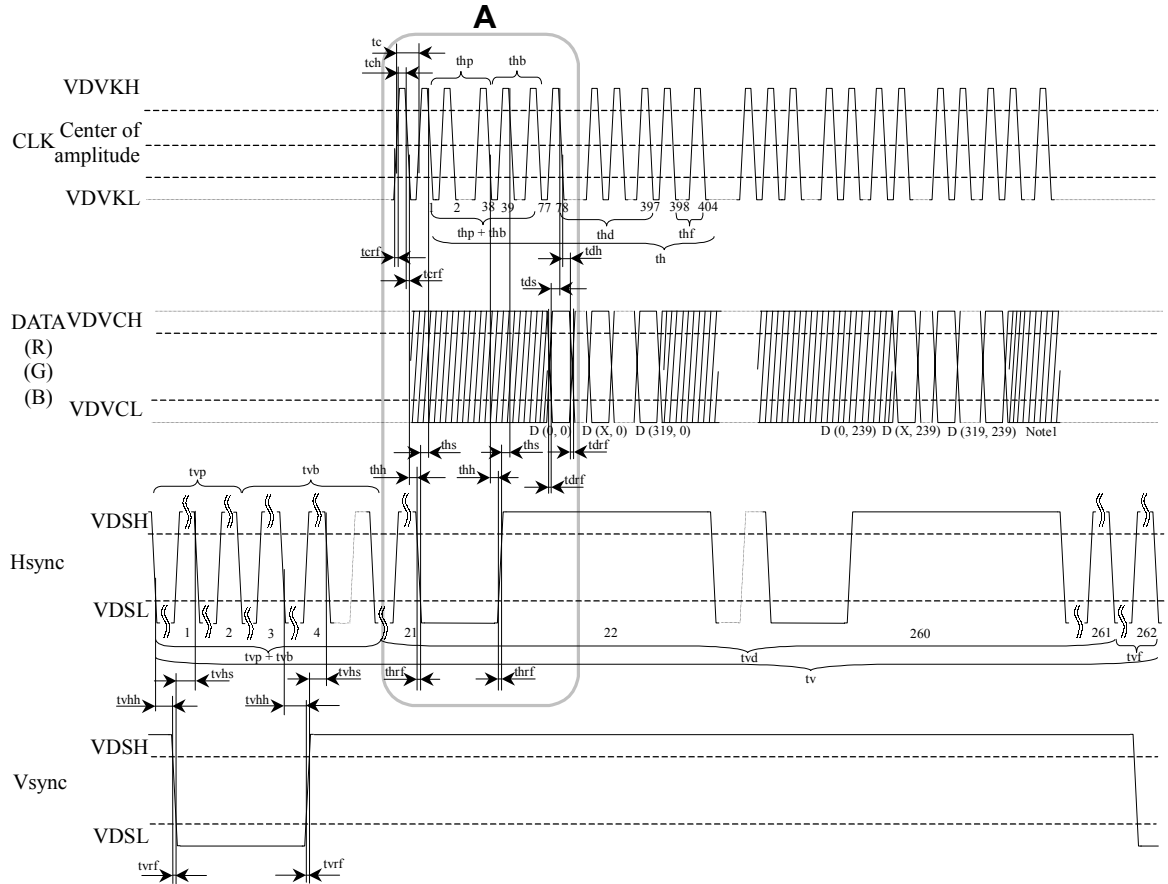 A
tc
tch
thp
thb
VDVKH
CLK
Center of
amplitude
VDVKL
1 2 38 39 77 78 397 398 404
thp + thb
thd
thf
th
tcrf
tcrf
tdh
tds
DATA
(R)
(G)
(B)
VDVCH
VDVCL
D (0, 0) D (X, 0) D (319, 0) D (0, 239) D (X, 239) D (319, 239) Note1
ths
ths
tdrf
thh
thh
tdrf
tvp
tvb
VDSH
Hsync
VDSL
1 2 3 4 21 22 260 261 262
tvp + tvb
tvd
tvf
tv
tvhs
tvhs
thrf
thrf
tvhh
tvhh
VDSH
Vsync
VDSL
tvrf
tvrf